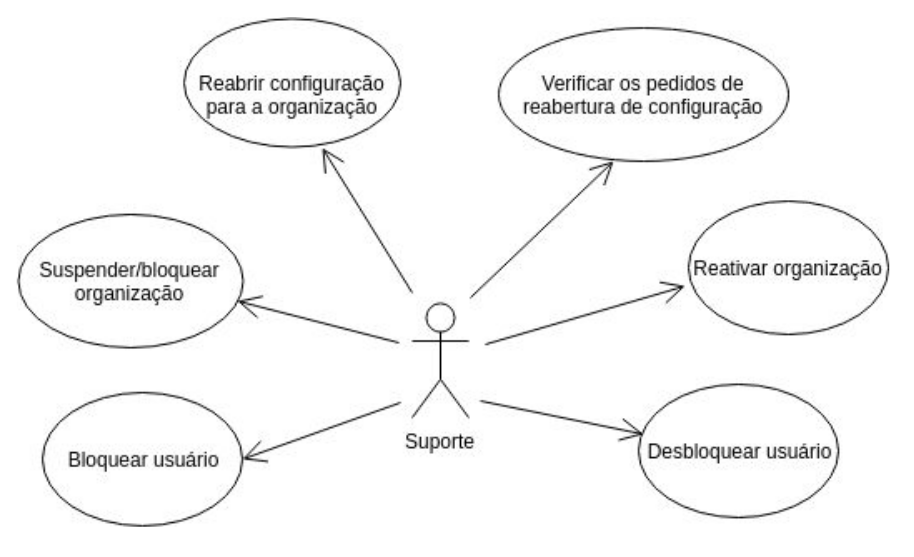 Reabrir configuração
para a organização
Verificar os pedidos de
reabertura de configuração
Suspender/bloquear
organização
Reativar organização
Bloquear usuário
Suporte
Desbloquear usuário